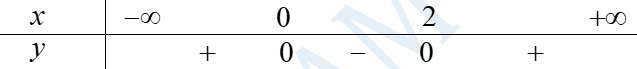 x −∞ 0 2 +∞
y + 0 − 0 +